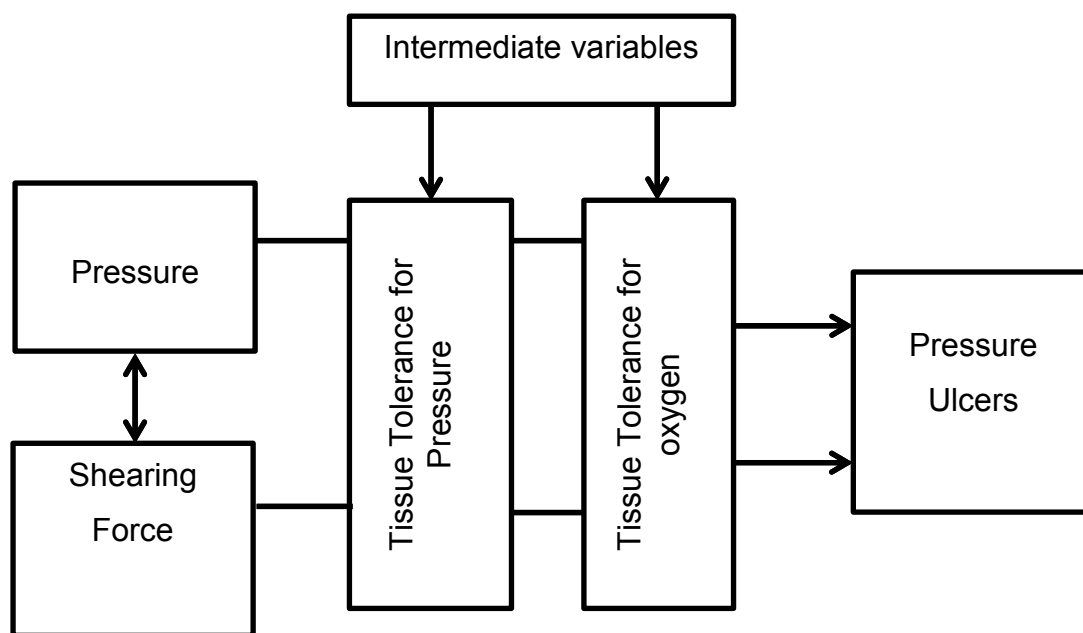 Intermediate variables
Pressure
Shearing
Force
Tissue Tolerance for
Pressure
Tissue Tolerance for
oxygen
Pressure
Ulcers